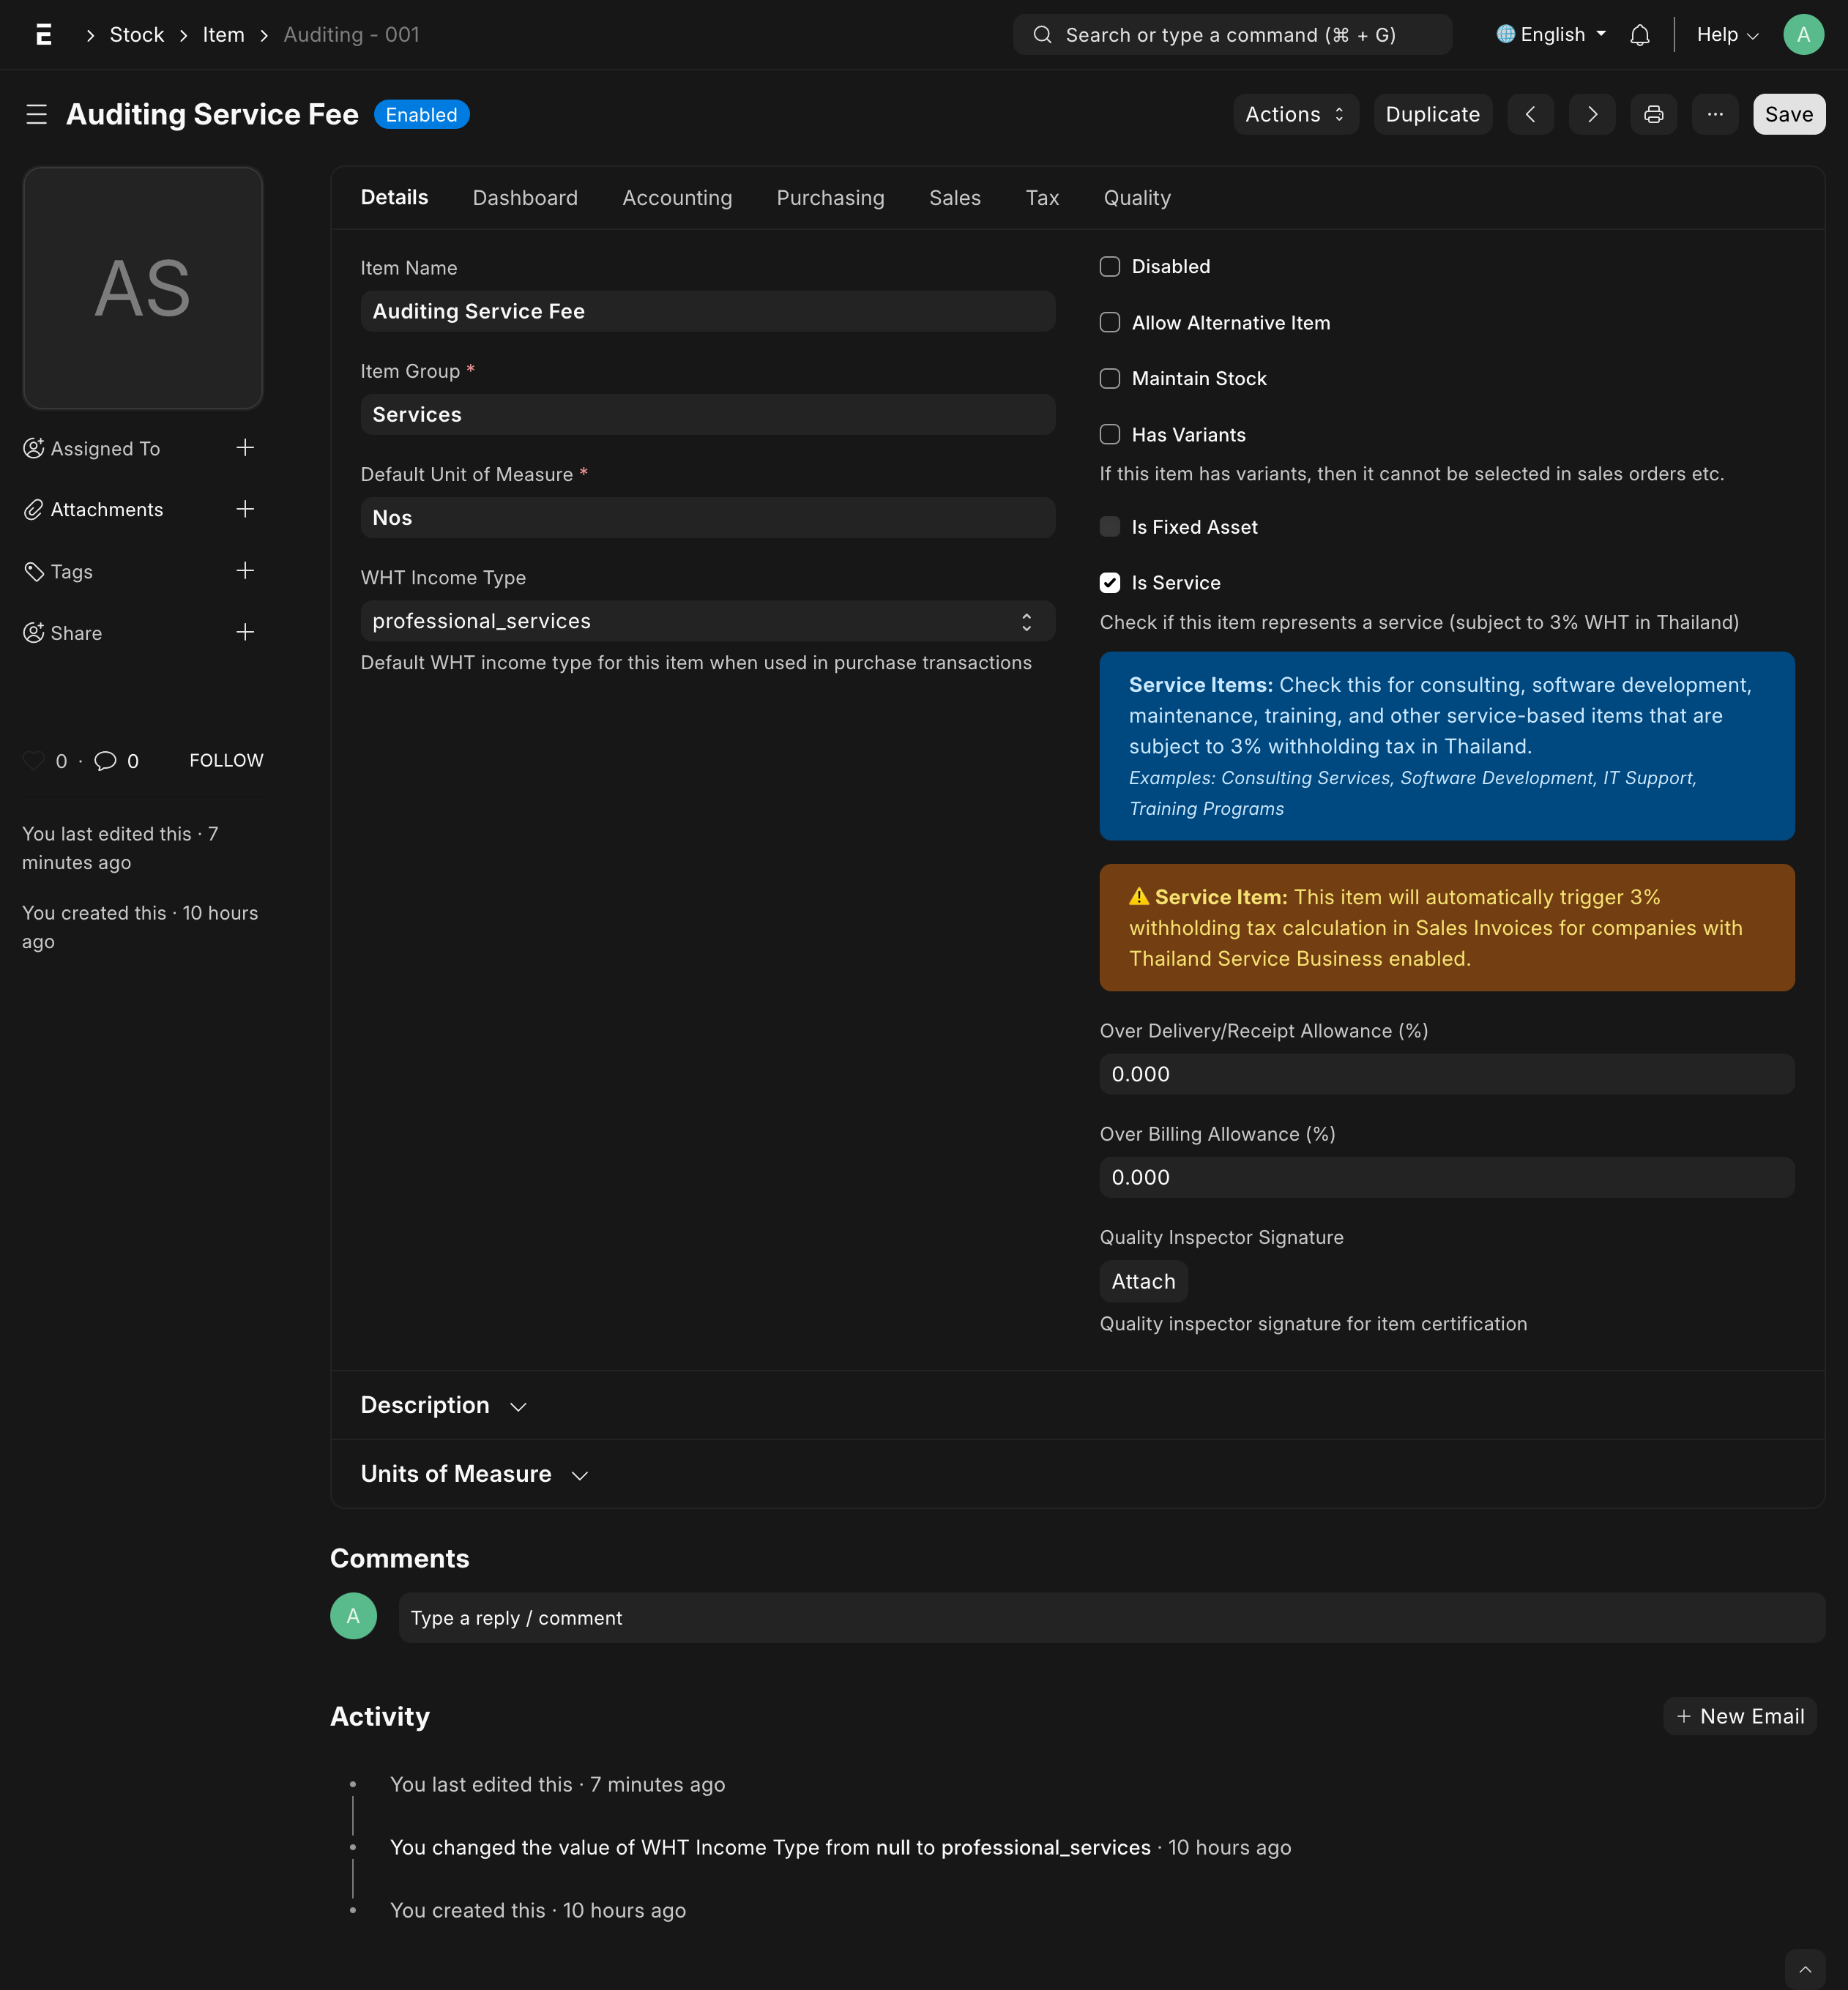 Stock
Item
Auditing - 001
Search or type a command (⌘ + G)
English
Help
A
Auditing Service Fee
Enabled
Actions
Duplicate
Save
AS
Assigned To
Attachments
Tags
Share
0 · 0
FOLLOW
You last edited this · 7
minutes ago
You created this · 10 hours
ago
Details
Dashboard
Accounting
Purchasing
Sales
Tax
Quality
Item Name
Auditing Service Fee
Item Group *
Services
Default Unit of Measure *
Nos
WHT Income Type
professional_services
Default WHT income type for this item when used in purchase transactions
Disabled
Allow Alternative Item
Maintain Stock
Has Variants
If this item has variants, then it cannot be selected in sales orders etc.
Is Fixed Asset
Is Service
Check if this item represents a service (subject to 3% WHT in Thailand)
Service Items: Check this for consulting, software development,
maintenance, training, and other service-based items that are
subject to 3% withholding tax in Thailand.
Examples: Consulting Services, Software Development, IT Support,
Training Programs
⚠ Service Item: This item will automatically trigger 3%
withholding tax calculation in Sales Invoices for companies with
Thailand Service Business enabled.
Over Delivery/Receipt Allowance (%)
0.000
Over Billing Allowance (%)
0.000
Quality Inspector Signature
Attach
Quality inspector signature for item certification
Description
Units of Measure
Comments
A
Type a reply / comment
Activity
+ New Email
You last edited this · 7 minutes ago
You changed the value of WHT Income Type from null to professional_services · 10 hours ago
You created this · 10 hours ago